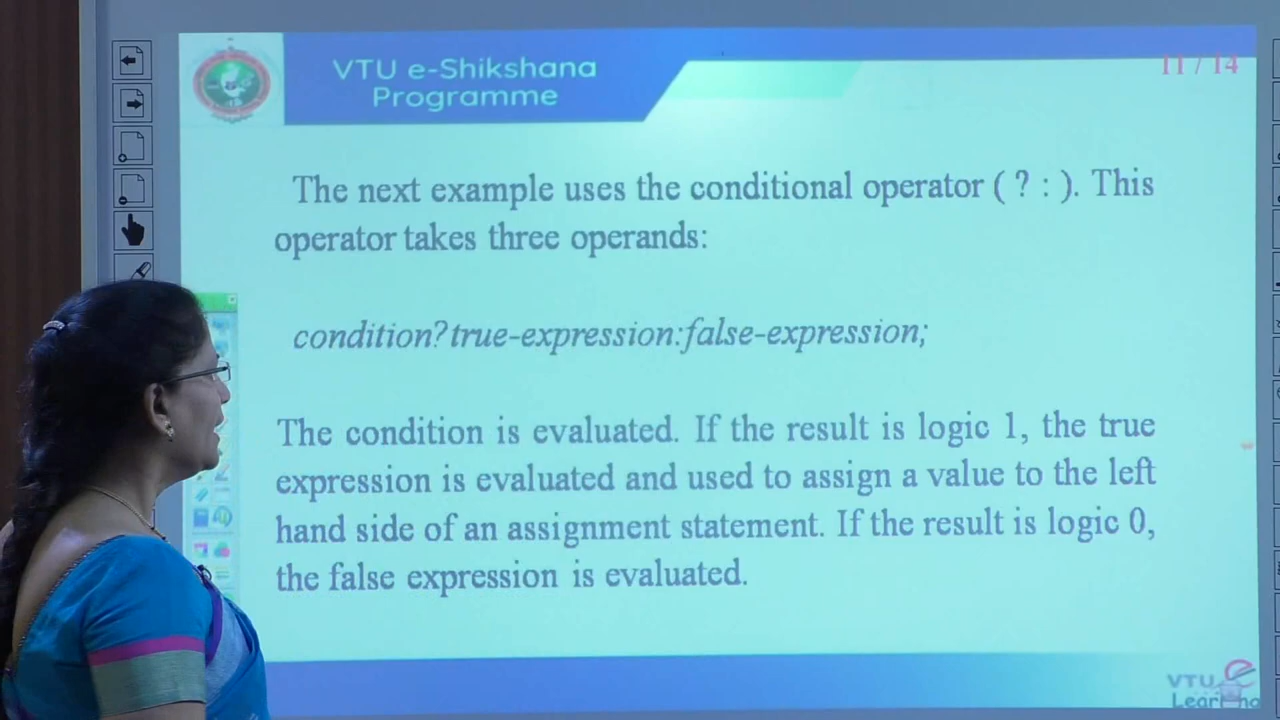 VTU e-Shikshana
Programme
11 / 14
The next example uses the conditional operator ( ? : ). This
operator takes three operands:
condition?true-expression:false-expression;
The condition is evaluated. If the result is logic 1, the true
expression is evaluated and used to assign a value to the left
hand side of an assignment statement. If the result is logic 0,
the false expression is evaluated.
VTU e
Learning